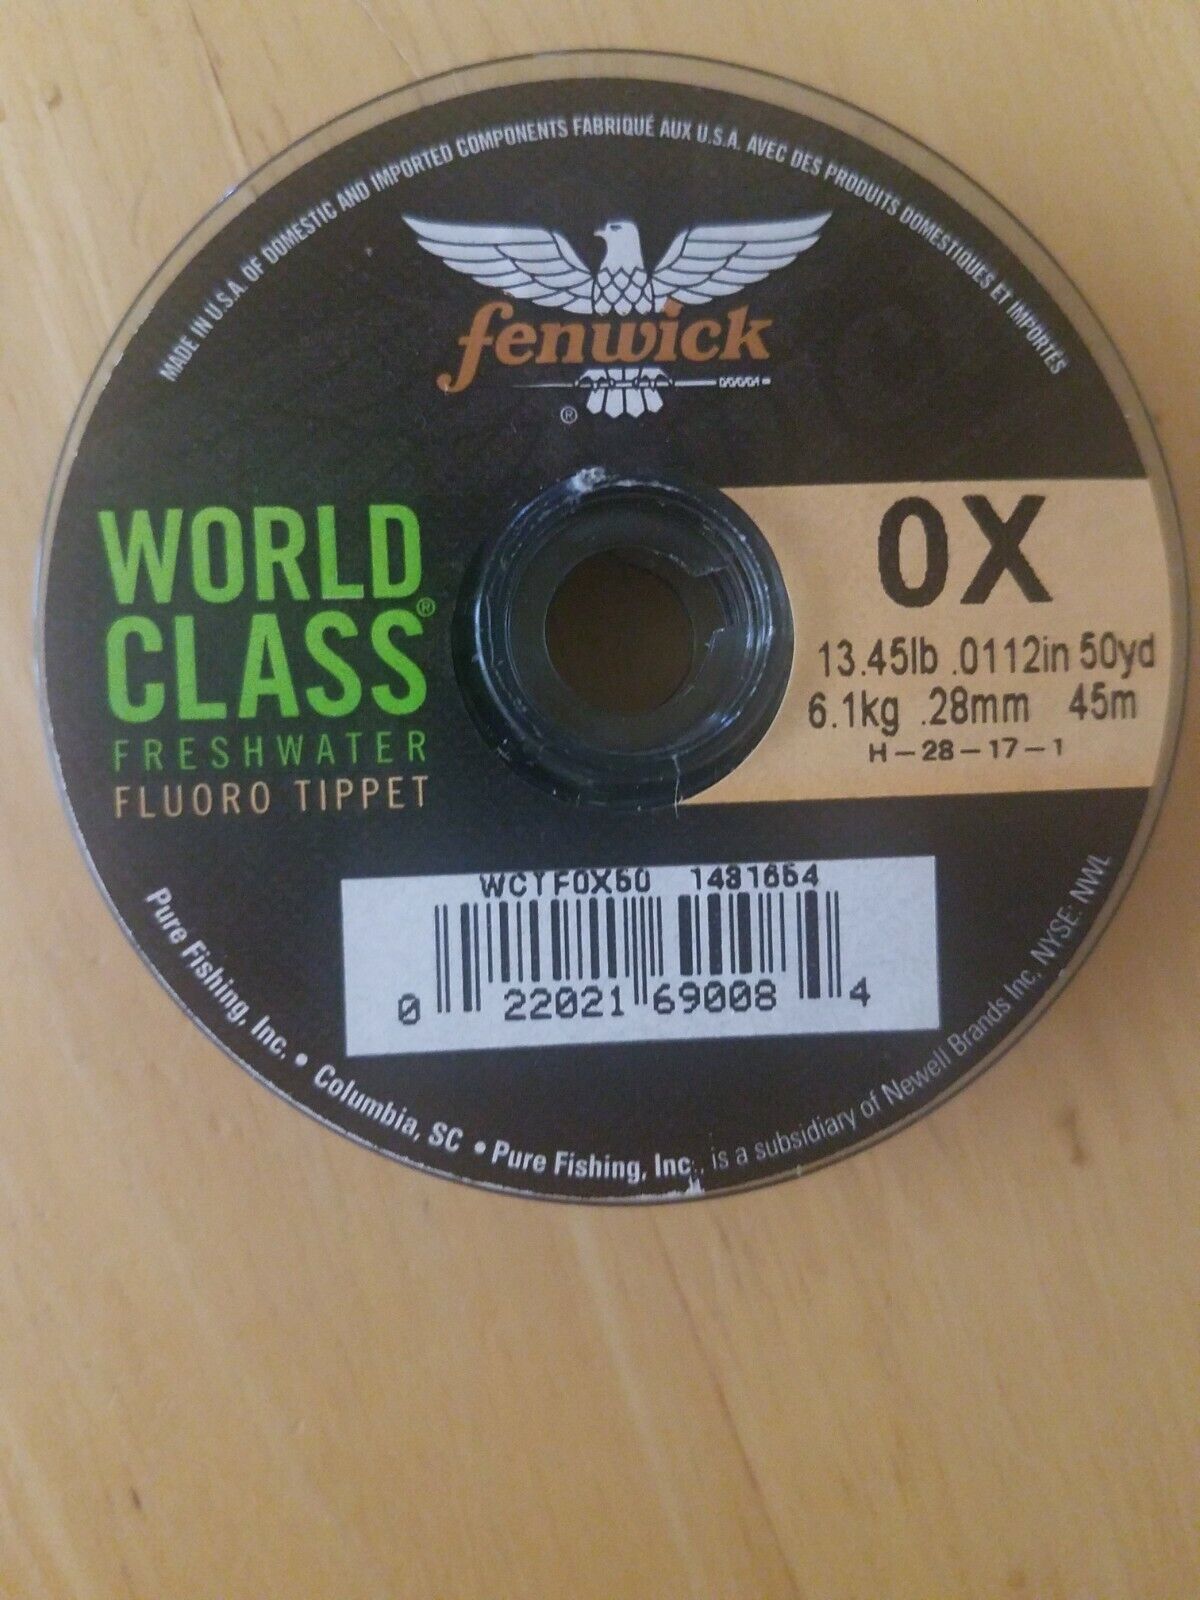 MADE IN U.S.A. OF DOMESTIC AND IMPORTED COMPONENTS FABRIQUÉ AUX U.S.A. AVEC DES PRODUITS DOMESTIQUES ET IMPORTÉS
fenwick
®
WORLD
CLASS®
FRESHWATER
FLUORO TIPPET
0X
13.45lb .0112in 50yd
6.1kg .28mm 45m
H-28-17-1
WCTF0X50 1481654
0 22021 69008 4
Pure Fishing, Inc. • Columbia, SC • Pure Fishing, Inc., is a subsidiary of Newell Brands Inc. NYSE: NWL